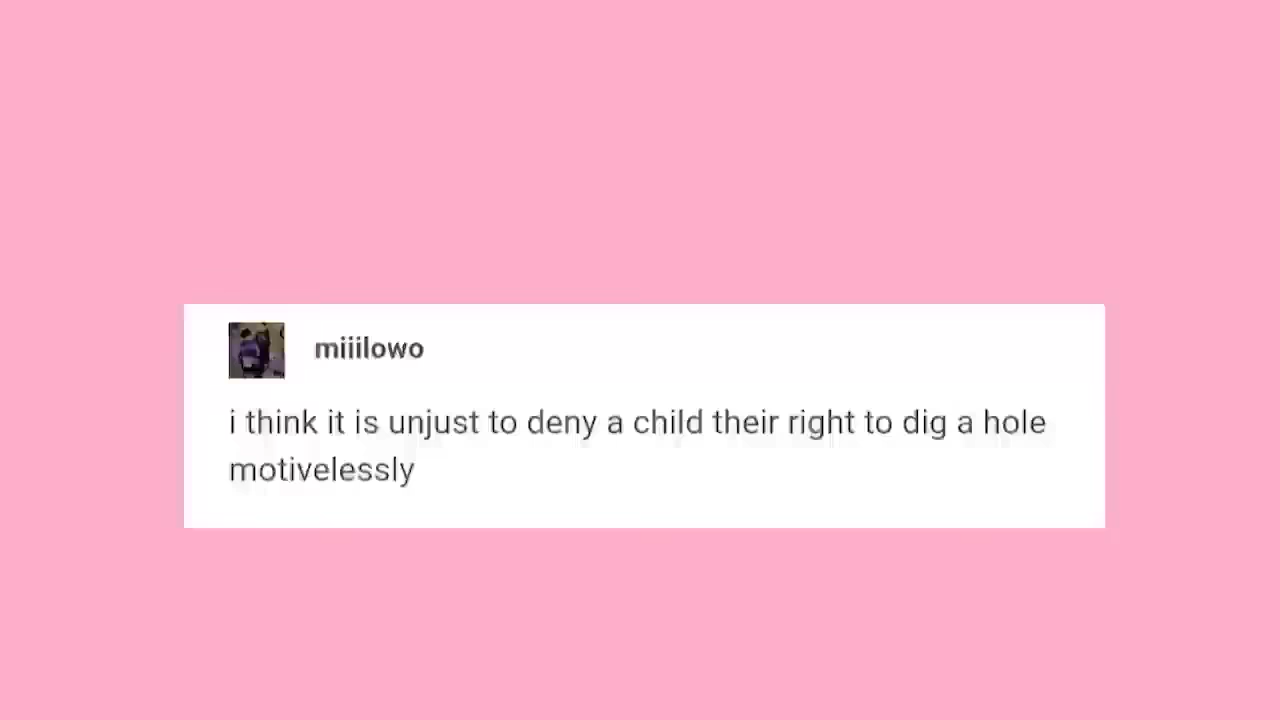 miiilowo
i think it is unjust to deny a child their right to dig a hole
motivelessly